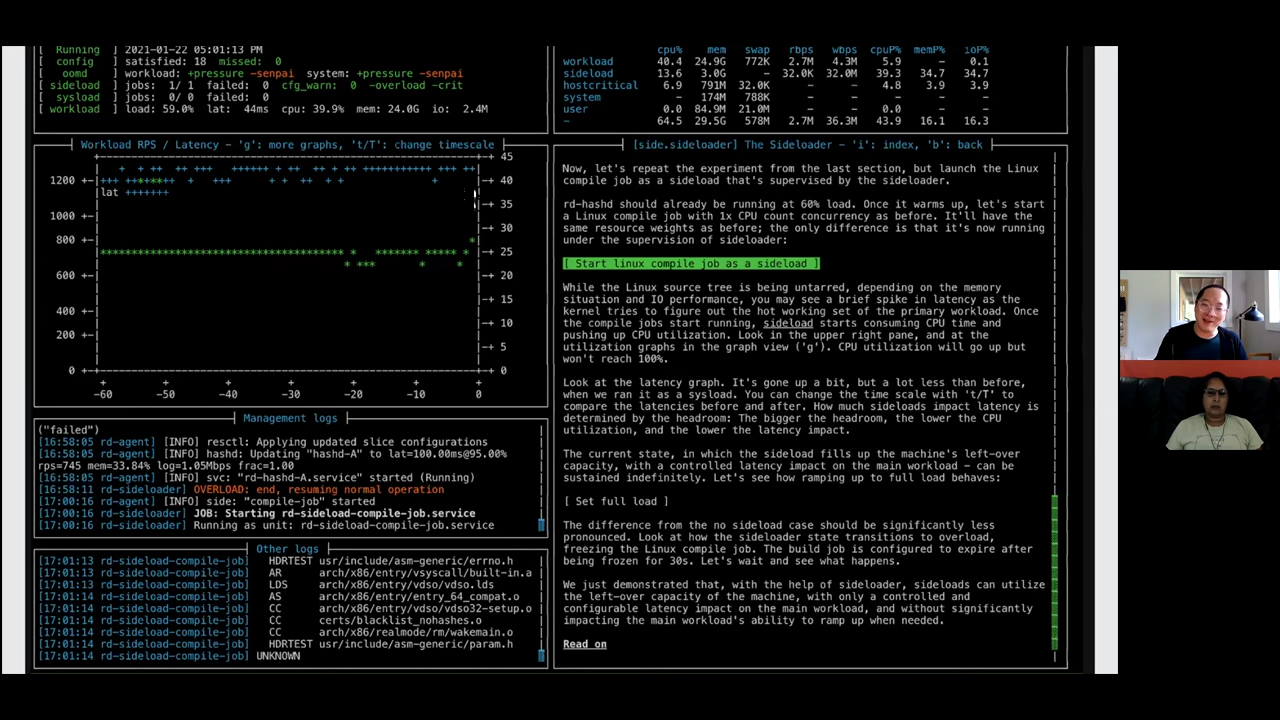 [ Running ] 2021-01-22 05:01:13 PM
[ config ] satisfied: 18 missed: 0
[ oomd ] workload: +pressure -senpai system: +pressure -senpai
[ sideload ] jobs: 1/ 1 failed: 0 cfg_warn: 0 -overload -crit
[ sysload ] jobs: 0/ 0 failed: 0
[ workload ] load: 59.0% lat: 44ms cpu: 39.9% mem: 24.0G io: 2.4M
cpu% mem swap rbps wbps cpuP% memP% ioP%
workload 40.4 24.9G 772K 2.7M 4.3M 5.9 - 0.1
sideload 13.6 3.0G - 32.0K 32.0M 39.3 34.7 34.7
hostcritical 6.9 791M 32.0K - - 4.8 3.9 3.9
system - 174M 788K - - - - -
user 0.0 84.9M 21.0M - - 0.0 - -
- 64.5 29.5G 578M 2.7M 36.3M 43.9 16.1 16.3
Workload RPS / Latency - 'g': more graphs, 't/T': change timescale
45
1200 40
lat +++++++
1000 35
30
800 25
600 20
15
400 10
200 5
0 0
-60 -50 -40 -30 -20 -10 0
Management logs
("failed")
[16:58:05 rd-agent] [INFO] resctl: Applying updated slice configurations
[16:58:05 rd-agent] [INFO] hashd: Updating "hashd-A" to lat=100.00ms@95.00%
rps=745 mem=33.84% log=1.05Mbps frac=1.00
[16:58:05 rd-agent] [INFO] svc: "rd-hashd-A.service" started (Running)
[16:58:11 rd-sideloader] OVERLOAD: end, resuming normal operation
[17:00:16 rd-agent] [INFO] side: "compile-job" started
[17:00:16 rd-sideloader] JOB: Starting rd-sideload-compile-job.service
[17:00:16 rd-sideloader] Running as unit: rd-sideload-compile-job.service
Other logs
[17:01:13 rd-sideload-compile-job] HDRTEST usr/include/asm-generic/errno.h
[17:01:13 rd-sideload-compile-job] AR arch/x86/entry/vsyscall/built-in.a
[17:01:13 rd-sideload-compile-job] LDS arch/x86/entry/vdso/vdso.lds
[17:01:14 rd-sideload-compile-job] AS arch/x86/entry/entry_64_compat.o
[17:01:14 rd-sideload-compile-job] CC arch/x86/entry/vdso/vdso32-setup.o
[17:01:14 rd-sideload-compile-job] CC certs/blacklist_nohashes.o
[17:01:14 rd-sideload-compile-job] CC arch/x86/realmode/rm/wakemain.o
[17:01:14 rd-sideload-compile-job] HDRTEST usr/include/asm-generic/param.h
[17:01:14 rd-sideload-compile-job] UNKNOWN
[side.sideloader] The Sideloader - 'i': index, 'b': back
Now, let's repeat the experiment from the last section, but launch the Linux
compile job as a sideload that's supervised by the sideloader.
rd-hashd should already be running at 60% load. Once it warms up, let's start
a Linux compile job with 1x CPU count concurrency as before. It'll have the
same resource weights as before; the only difference is that it's now running
under the supervision of sideloader:
[ Start linux compile job as a sideload ]
While the Linux source tree is being untarred, depending on the memory
situation and IO performance, you may see a brief spike in latency as the
kernel tries to figure out the hot working set of the primary workload. Once
the compile jobs start running, sideload starts consuming CPU time and
pushing up CPU utilization. Look in the upper right pane, and at the
utilization graphs in the graph view ('g'). CPU utilization will go up but
won't reach 100%.
Look at the latency graph. It's gone up a bit, but a lot less than before,
when we ran it as a sysload. You can change the time scale with 't/T' to
compare the latencies before and after. How much sideloads impact latency is
determined by the headroom: The bigger the headroom, the lower the CPU
utilization, and the lower the latency impact.
The current state, in which the sideload fills up the machine's left-over
capacity, with a controlled latency impact on the main workload - can be
sustained indefinitely. Let's see how ramping up to full load behaves:
[ Set full load ]
The difference from the no sideload case should be significantly less
pronounced. Look at how the sideloader state transitions to overload,
freezing the Linux compile job. The build job is configured to expire after
being frozen for 30s. Let's wait and see what happens.
We just demonstrated that, with the help of sideloader, sideloads can utilize
the left-over capacity of the machine, with only a controlled and
configurable latency impact on the main workload, and without significantly
impacting the main workload's ability to ramp up when needed.
Read on